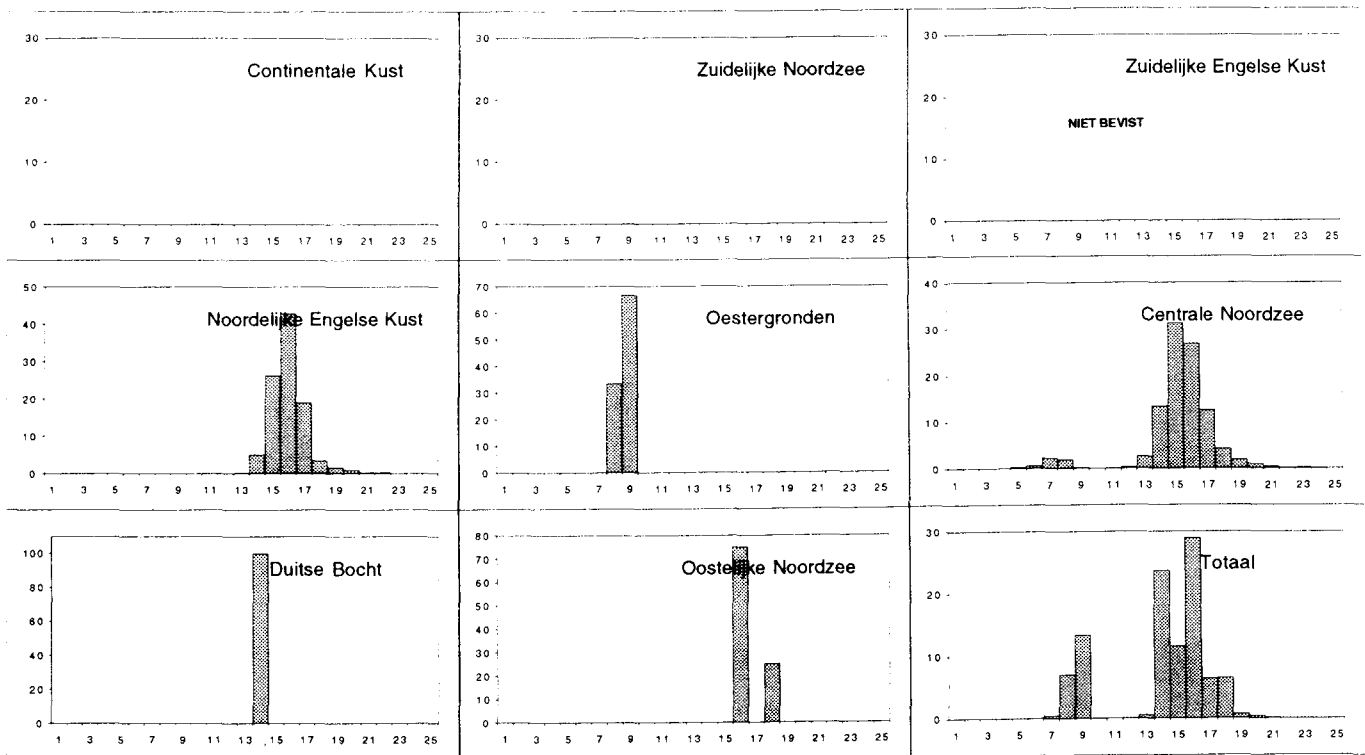 30
Continentale Kust
20
10
0
1 3 5 7 9 11 13 15 17 19 21 23 25
30
Zuidelijke Noordzee
20
10
0
1 3 5 7 9 11 13 15 17 19 21 23 25
30
Zuidelijke Engelse Kust
20
NIET BEVIST
10
0
1 3 5 7 9 11 13 15 17 19 21 23 25
50
40
Noordelijke Engelse Kust
30
20
10
0
1 3 5 7 9 11 13 15 17 19 21 23 25
70
60
Oestergronden
50
40
30
20
10
0
1 3 5 7 9 11 13 15 17 19 21 23 25
40
Centrale Noordzee
30
20
10
0
1 3 5 7 9 11 13 15 17 19 21 23 25
100
Duitse Bocht
80
60
40
20
0
1 3 5 7 9 11 13 15 17 19 21 23 25
80
70
Oostelijke Noordzee
60
50
40
30
20
10
0
1 3 5 7 9 11 13 15 17 19 21 23 25
30
Totaal
20
10
0
1 3 5 7 9 11 13 15 17 19 21 23 25